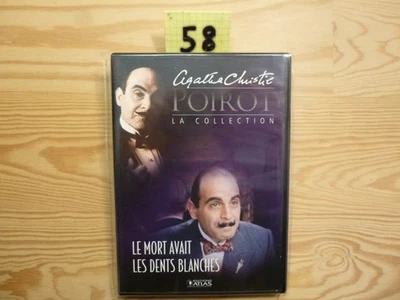 58
Agatha Christie
POIROT
LA COLLECTION
LE MORT AVAIT
LES DENTS BLANCHES
ATLAS